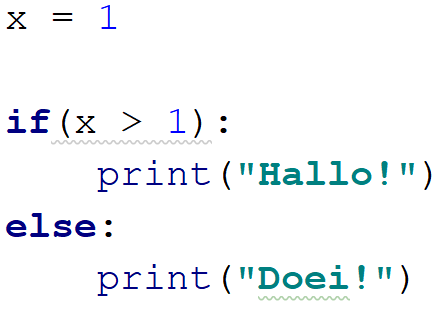 x = 1
if(x > 1):
print("Hallo!")
else:
print("Doei!")